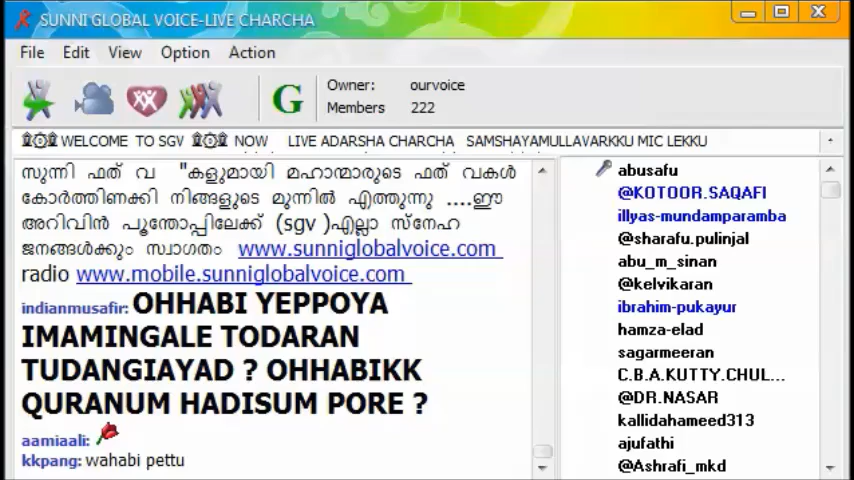 SUNNI GLOBAL VOICE-LIVE CHARCHA
File Edit View Option Action
G
Owner: ourvoice
Members 222
WELCOME TO SGV NOW LIVE ADARSHA CHARCHA SAMSHAYAMULLAVARKKU MIC LEKKU
സുന്നി ഫത് വ "കളുമായി മഹാന്മാരുടെ ഫത് വകൾ
കോർത്തിണക്കി നിങ്ങളുടെ മുന്നിൽ എത്തുന്നു ....ഈ
അറിവിൻ പൂന്തോപ്പിലേക്ക് (sgv )എല്ലാ സ്നേഹ
ജനങ്ങൾക്കും സ്വാഗതം www.sunniglobalvoice.com
radio www.mobile.sunniglobalvoice.com
indianmusafir: OHHABI YEPPOYA
IMAMINGALE TODARAN
TUDANGIAYAD ? OHHABIKK
QURANUM HADISUM PORE ?
aamiaali:
kkpang: wahabi pettu
abusafu
@KOTOOR.SAQAFI
illyas-mundamparamba
@sharafu.pulinjal
abu_m_sinan
@kelvikaran
ibrahim-pukayur
hamza-elad
sagarmeeran
C.B.A.KUTTY.CHUL...
@DR.NASAR
kallidahameed313
ajufathi
@Ashrafi_mkd